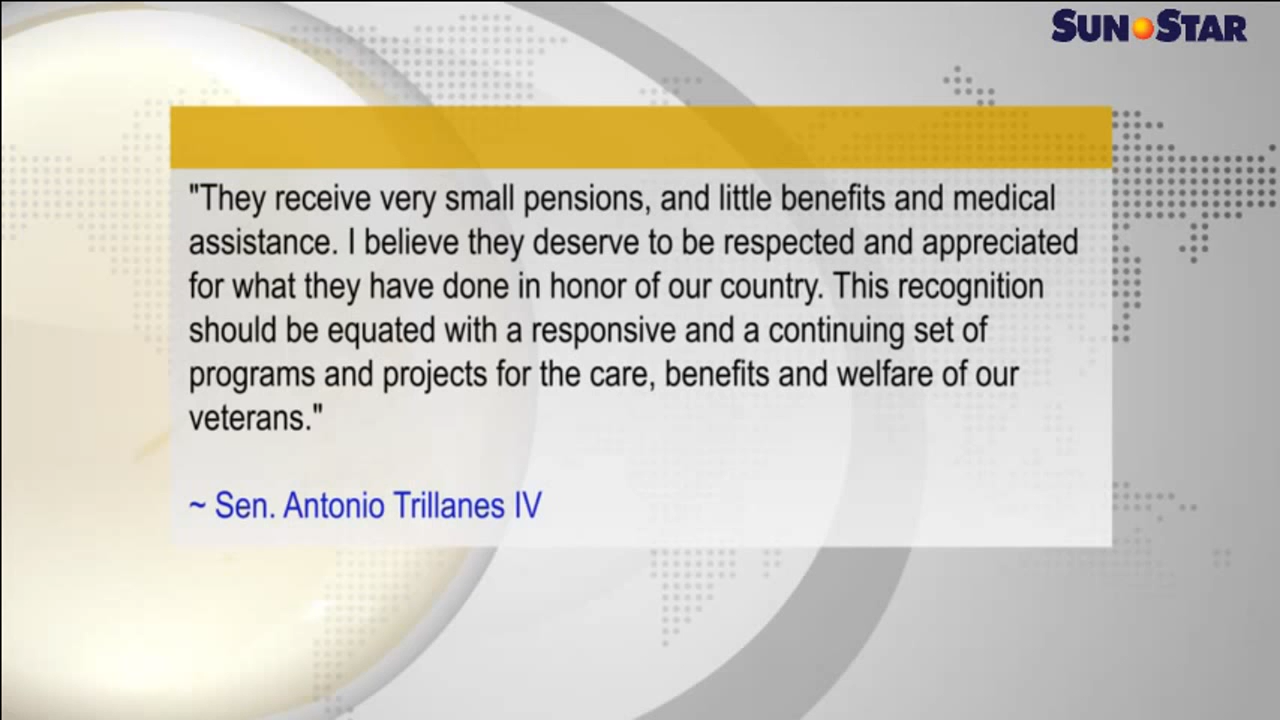 SUN STAR
"They receive very small pensions, and little benefits and medical
assistance. I believe they deserve to be respected and appreciated
for what they have done in honor of our country. This recognition
should be equated with a responsive and a continuing set of
programs and projects for the care, benefits and welfare of our
veterans."
~ Sen. Antonio Trillanes IV